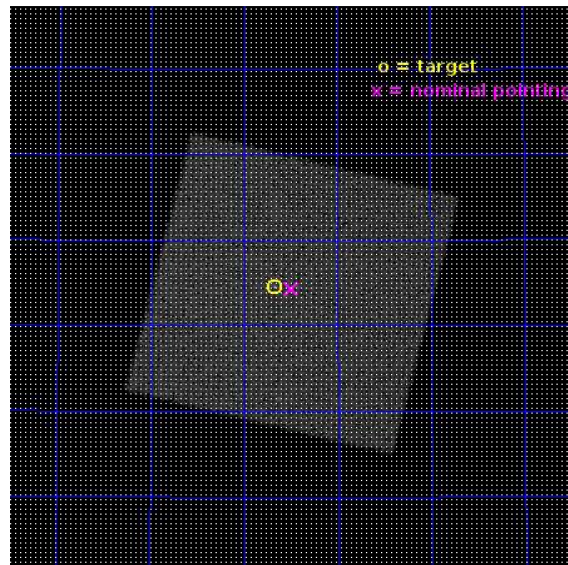 o = target
x = nominal pointing